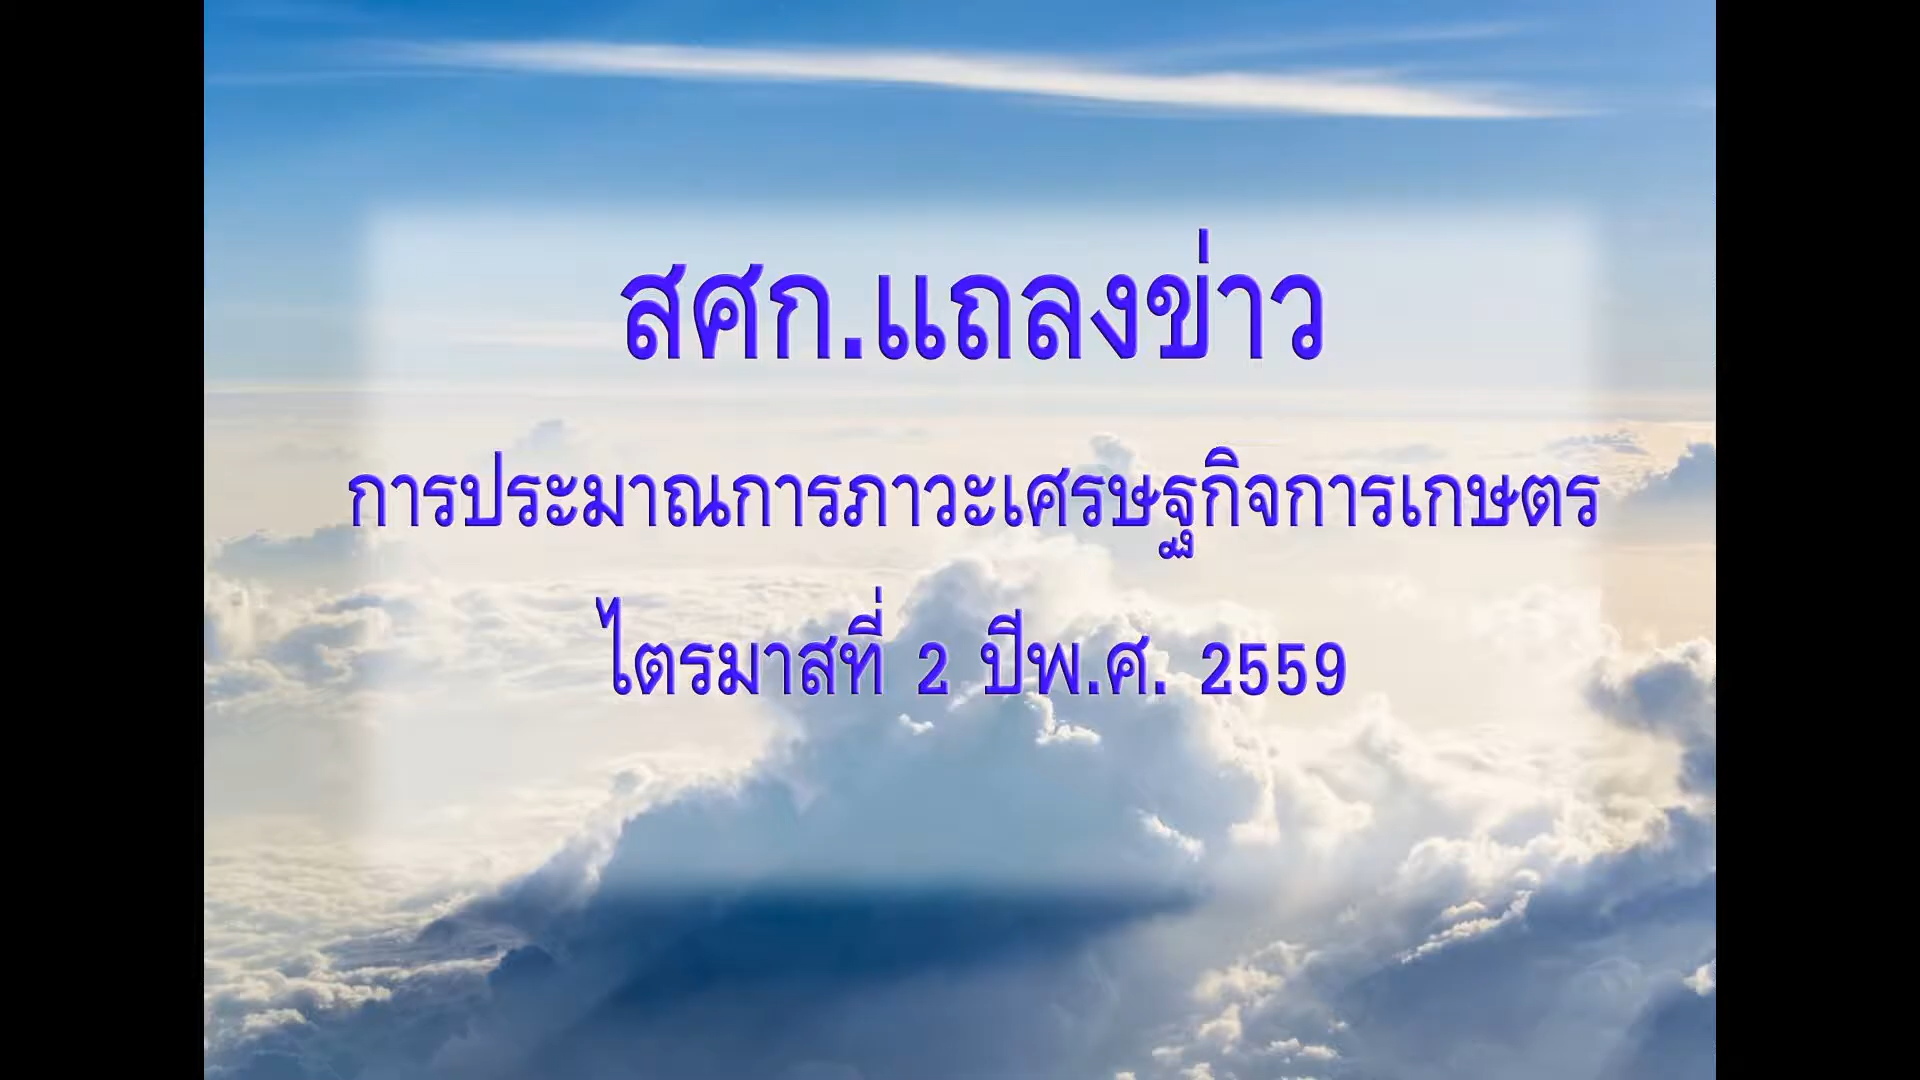 สศก.แถลงข่าว
การประมาณการภาวะเศรษฐกิจการเกษตร
ไตรมาสที่ 2 ปีพ.ศ. 2559